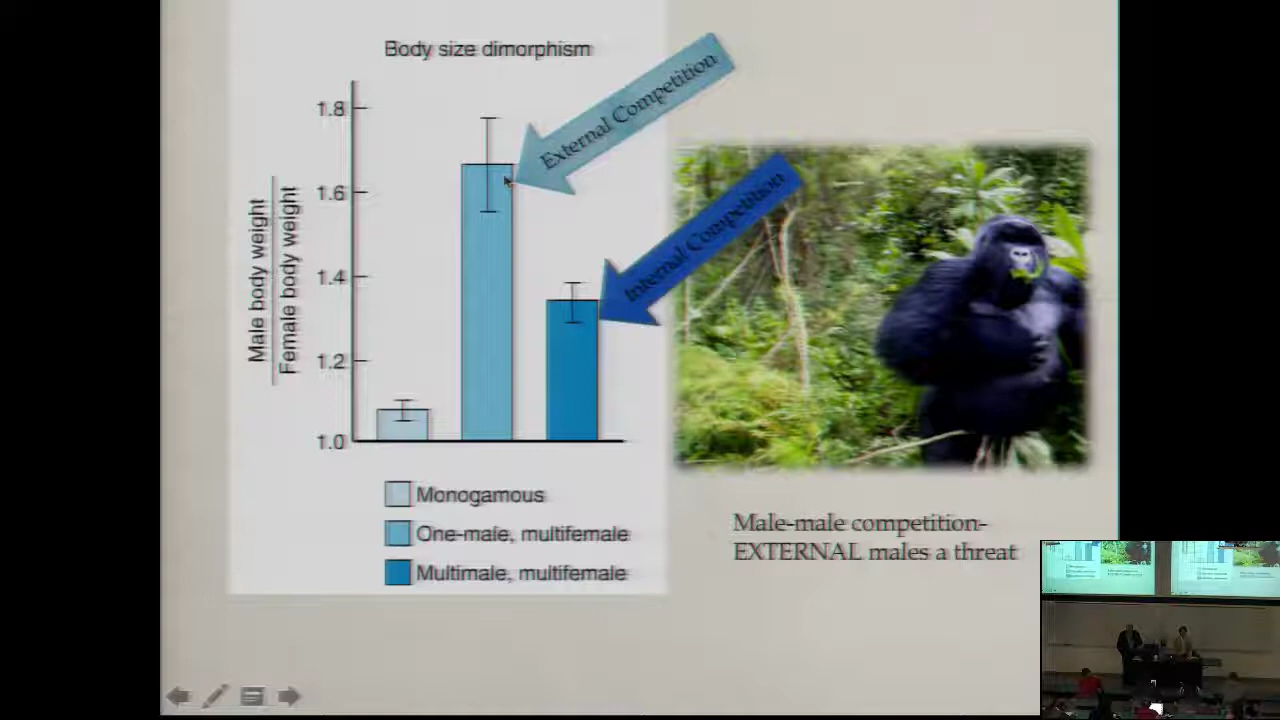 Body size dimorphism
External Competition
Internal Competition
1.8
1.6
1.4
1.2
1.0
Male body weight
Female body weight
Monogamous
One-male, multifemale
Multimale, multifemale
Male-male competition-
EXTERNAL males a threat